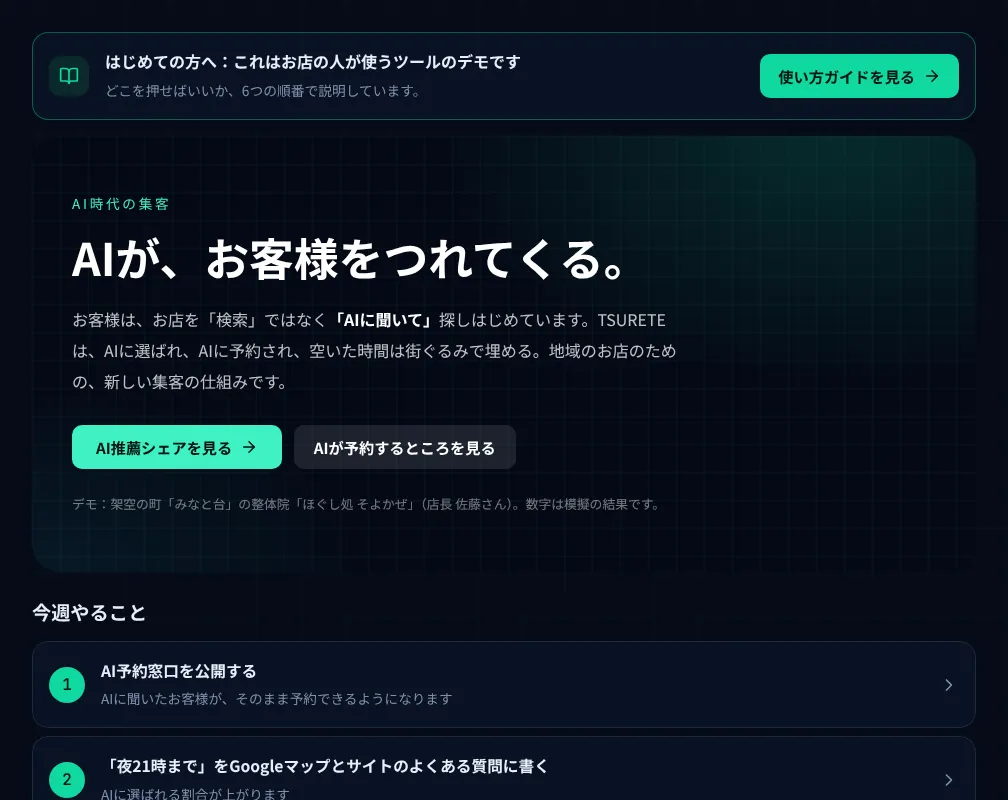 はじめての方へ：これはお店の人が使うツールのデモです
どこを押せばいいか、6つの順番で説明しています。
使い方ガイドを見る →
AI時代の集客
AIが、お客様をつれてくる。
お客様は、お店を「検索」ではなく「AIに聞いて」探しはじめています。TSURETE
は、AIに選ばれ、AIに予約され、空いた時間は街ぐるみで埋める。地域のお店のため
の、新しい集客の仕組みです。
AI推薦シェアを見る →
AIが予約するところを見る
デモ：架空の町「みなと台」の整体院「ほぐし処 そよかぜ」（店長 佐藤さん）。数字は模擬の結果です。
今週やること
1
AI予約窓口を公開する
AIに聞いたお客様が、そのまま予約できるようになります
2
「夜21時まで」をGoogleマップとサイトのよくある質問に書く
AIに選ばれる割合が上がります